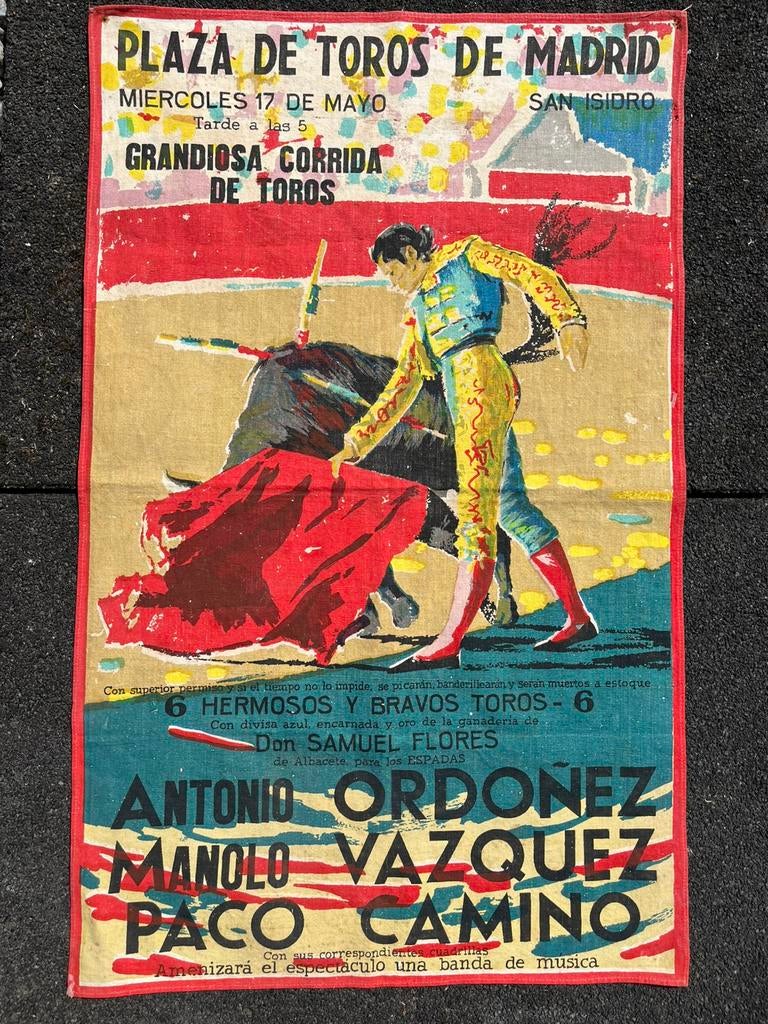 PLAZA DE TOROS DE MADRID
MIERCOLES 17 DE MAYO SAN ISIDRO
Tarde a las 5
GRANDIOSA CORRIDA
DE TOROS
Con superior permiso y si el tiempo no lo impide, se picarán, banderillearán y serán muertos a estoque
6 HERMOSOS Y BRAVOS TOROS - 6
Con divisa azul, encarnada y oro, de la ganadería de
Don SAMUEL FLORES
de Albacete, para los ESPADAS
ANTONIO ORDOÑEZ
MANOLO VAZQUEZ
PACO CAMINO
Con sus correspondientes cuadrillas
Amenizará el espectáculo una banda de musica